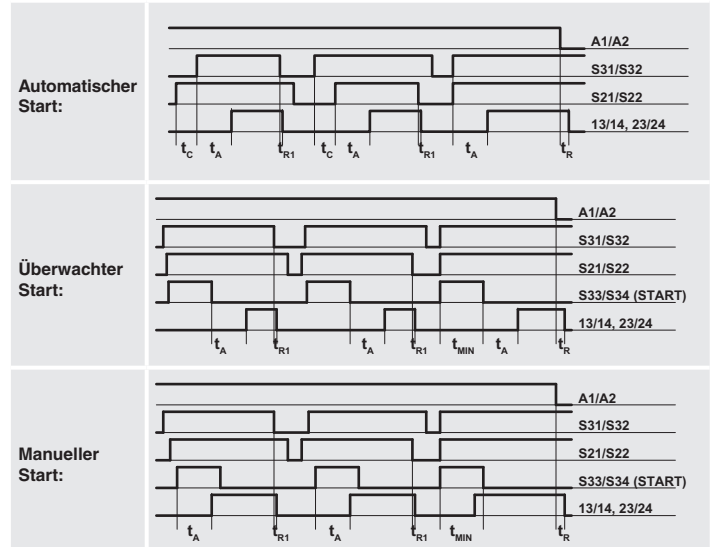 Automatischer
Start:
A1/A2
S31/S32
S21/S22
13/14, 23/24
tC tA tR1 tC tA tR1 tA tR
Überwachter
Start:
A1/A2
S31/S32
S21/S22
S33/S34 (START)
13/14, 23/24
tA tR1 tA tR1 tMIN tA tR
Manueller
Start:
A1/A2
S31/S32
S21/S22
S33/S34 (START)
13/14, 23/24
tA tR1 tA tR1 tMIN tR